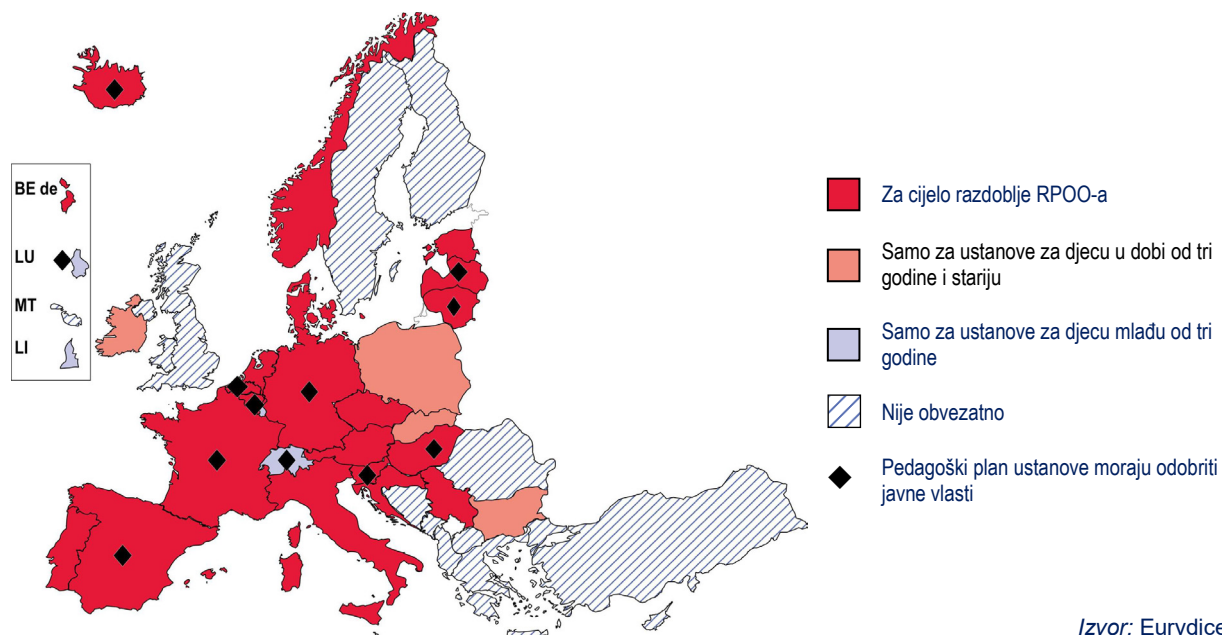 BE de
LU
MT
LI
Za cijelo razdoblje RPOO-a
Samo za ustanove za djecu u dobi od tri
godine i stariju
Samo za ustanove za djecu mlađu od tri
godine
Nije obvezatno
Pedagoški plan ustanove moraju odobriti
javne vlasti
Izvor: Eurydice